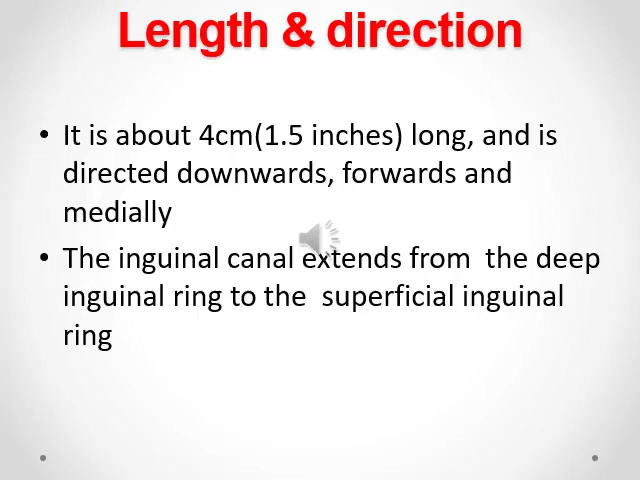 Length & direction
• It is about 4cm(1.5 inches) long, and is
directed downwards, forwards and
medially
• The inguinal canal extends from  the deep
inguinal ring to the  superficial inguinal
ring